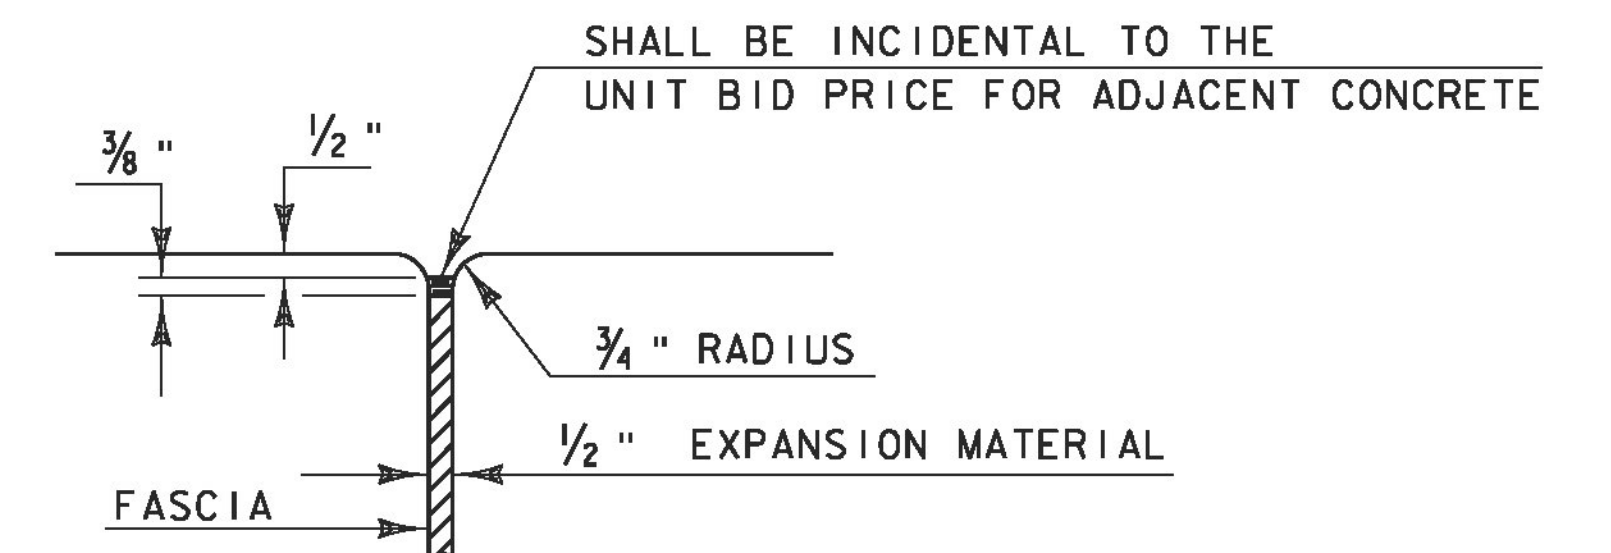 SHALL BE INCIDENTAL TO THE
UNIT BID PRICE FOR ADJACENT CONCRETE
1/2 "
3/8 "
3/4 " RADIUS
1/2 " EXPANSION MATERIAL
FASCIA